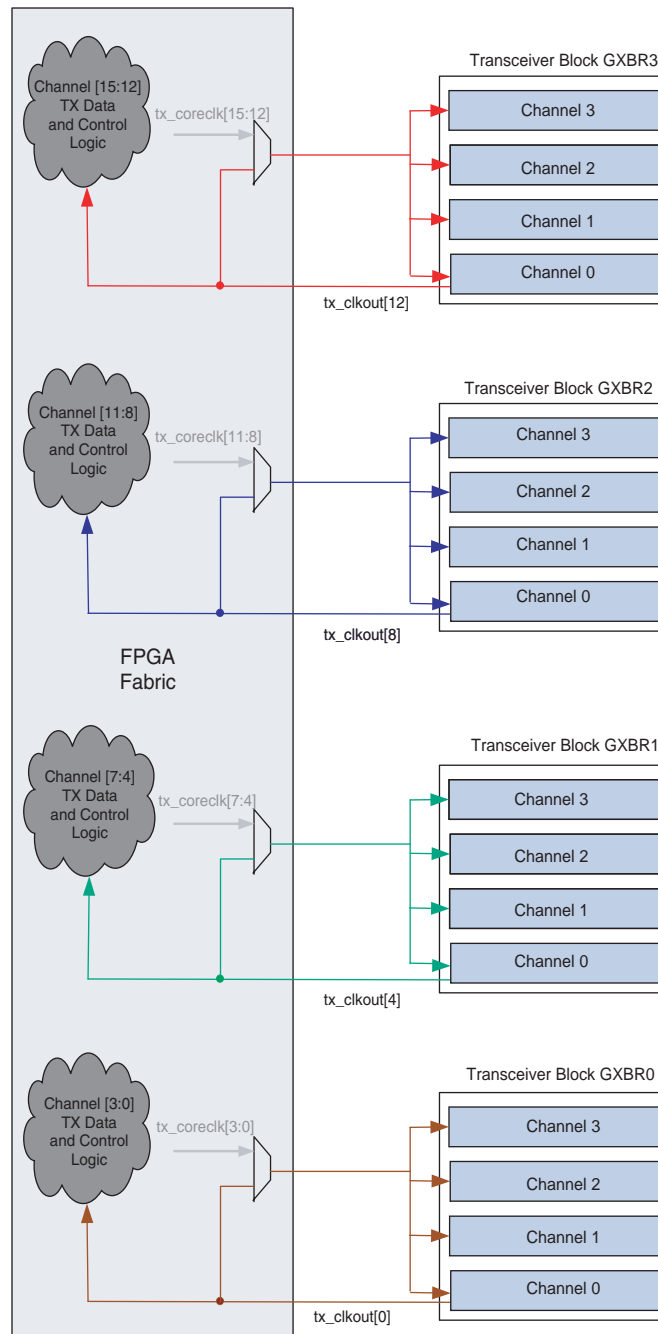 Transceiver Block GXBR3
Channel [15:12]
TX Data
and Control
Logic
tx_coreclk[15:12]
Channel 3
Channel 2
Channel 1
Channel 0
tx_clkout[12]
Transceiver Block GXBR2
Channel [11:8]
TX Data
and Control
Logic
tx_coreclk[11:8]
Channel 3
Channel 2
Channel 1
Channel 0
tx_clkout[8]
FPGA
Fabric
Transceiver Block GXBR1
Channel [7:4]
TX Data
and Control
Logic
tx_coreclk[7:4]
Channel 3
Channel 2
Channel 1
Channel 0
tx_clkout[4]
Transceiver Block GXBR0
Channel [3:0]
TX Data
and Control
Logic
tx_coreclk[3:0]
Channel 3
Channel 2
Channel 1
Channel 0
tx_clkout[0]